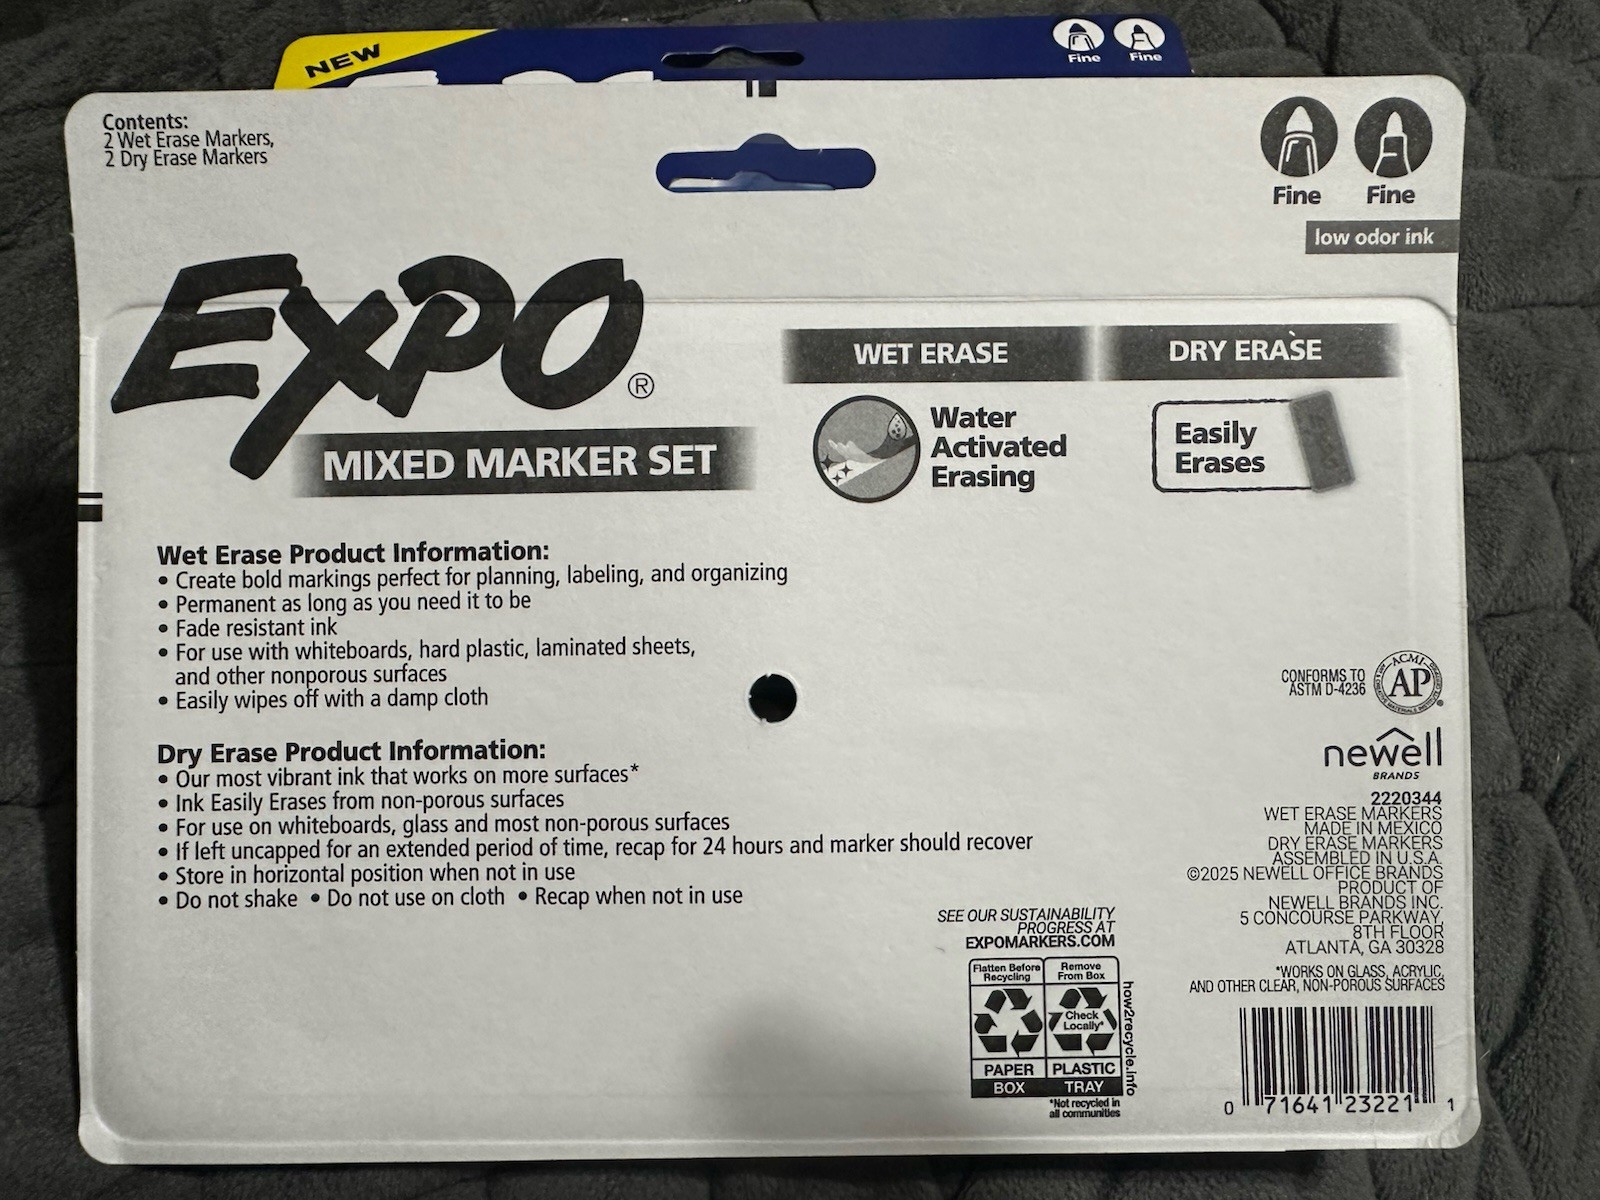 NEW
Fine Fine
Contents:
2 Wet Erase Markers,
2 Dry Erase Markers
Fine Fine
low odor ink
EXPO®
MIXED MARKER SET
WET ERASE
DRY ERASE
Water
Activated
Erasing
Easily
Erases
Wet Erase Product Information:
• Create bold markings perfect for planning, labeling, and organizing
• Permanent as long as you need it to be
• Fade resistant ink
• For use with whiteboards, hard plastic, laminated sheets,
and other nonporous surfaces
• Easily wipes off with a damp cloth
Dry Erase Product Information:
• Our most vibrant ink that works on more surfaces*
• Ink Easily Erases from non-porous surfaces
• For use on whiteboards, glass and most non-porous surfaces
• If left uncapped for an extended period of time, recap for 24 hours and marker should recover
• Store in horizontal position when not in use
• Do not shake • Do not use on cloth • Recap when not in use
CONFORMS TO
ASTM D-4236
ACMI
AP
newell
BRANDS
2220344
WET ERASE MARKERS
MADE IN MEXICO
DRY ERASE MARKERS
ASSEMBLED IN U.S.A.
©2025 NEWELL OFFICE BRANDS
PRODUCT OF
NEWELL BRANDS INC.
5 CONCOURSE PARKWAY,
8TH FLOOR
ATLANTA, GA 30328
*WORKS ON GLASS, ACRYLIC,
AND OTHER CLEAR, NON-POROUS SURFACES
SEE OUR SUSTAINABILITY
PROGRESS AT
EXPOMARKERS.COM
Flatten Before
Recycling
PAPER
BOX
Remove
From Box
Check
Locally*
PLASTIC
TRAY
how2recycle.info
*Not recycled in
all communities
0 71641 23221 1